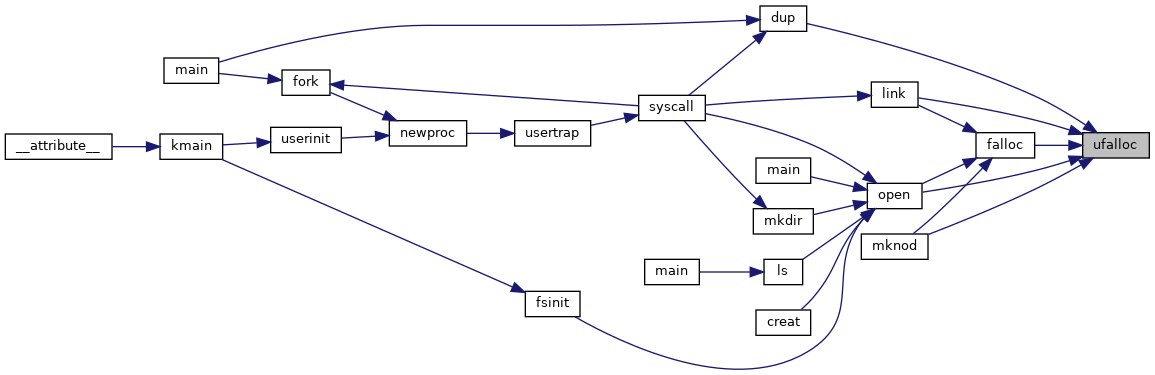 dup
main
fork
link
syscall
newproc
usertrap
userinit
__attribute__
kmain
falloc
ufalloc
main
open
mkdir
mknod
main
ls
fsinit
creat